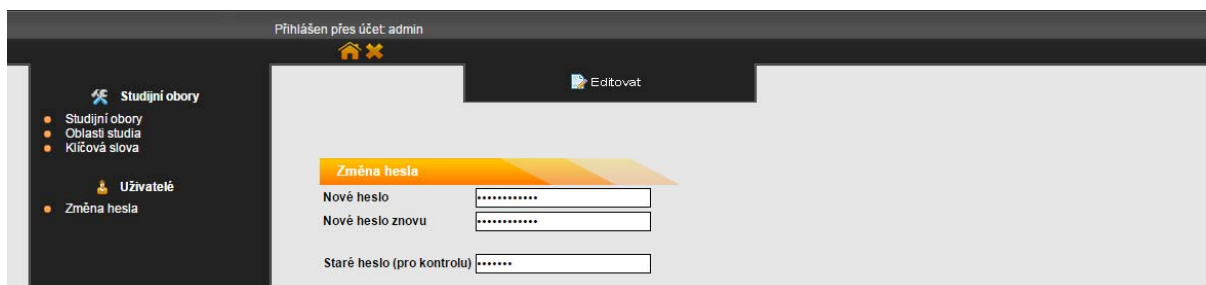 Přihlášen přes účet: admin
Editovat
Studijní obory
Studijní obory
Oblasti studia
Klíčová slova
Uživatelé
Změna hesla
Změna hesla
Nové heslo ••••••••••••
Nové heslo znovu ••••••••••••
Staré heslo (pro kontrolu) •••••••